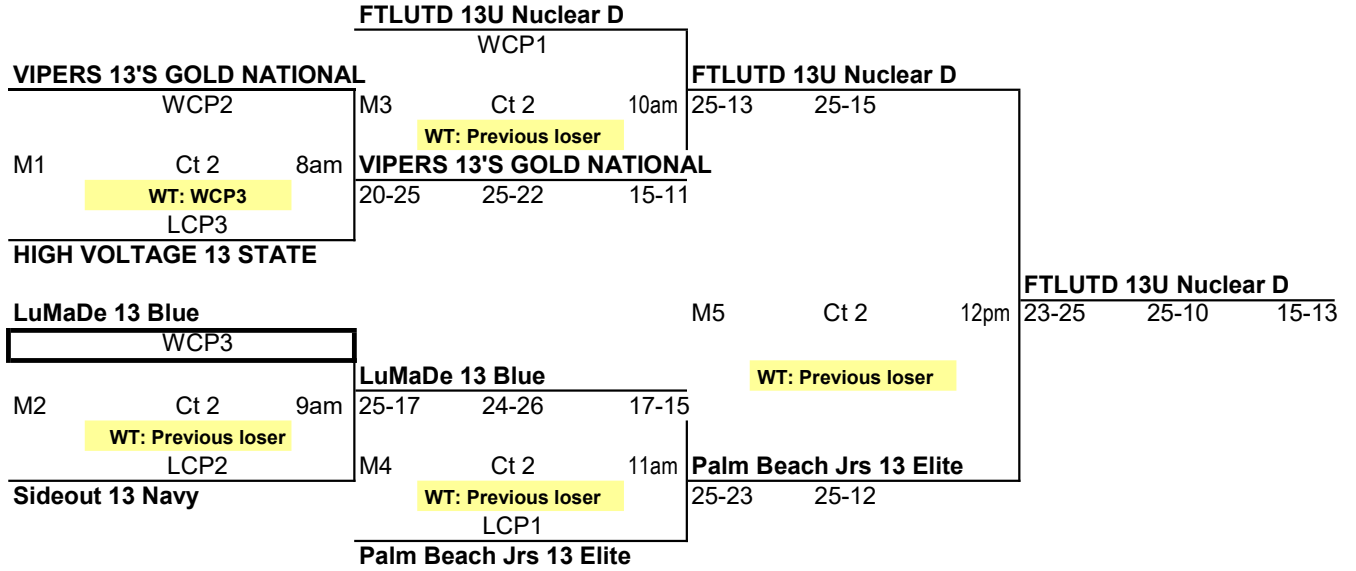 FTLUTD 13U Nuclear D
WCP1
VIPERS 13'S GOLD NATIONAL FTLUTD 13U Nuclear D
WCP2 M3 Ct 2 10am 25-13 25-15
WT: Previous loser
M1 Ct 2 8am VIPERS 13'S GOLD NATIONAL
WT: WCP3 20-25 25-22 15-11
LCP3
HIGH VOLTAGE 13 STATE
FTLUTD 13U Nuclear D
LuMaDe 13 Blue M5 Ct 2 12pm 23-25 25-10 15-13
WCP3
LuMaDe 13 Blue WT: Previous loser
M2 Ct 2 9am 25-17 24-26 17-15
WT: Previous loser
LCP2 M4 Ct 2 11am Palm Beach Jrs 13 Elite
Sideout 13 Navy WT: Previous loser 25-23 25-12
LCP1
Palm Beach Jrs 13 Elite